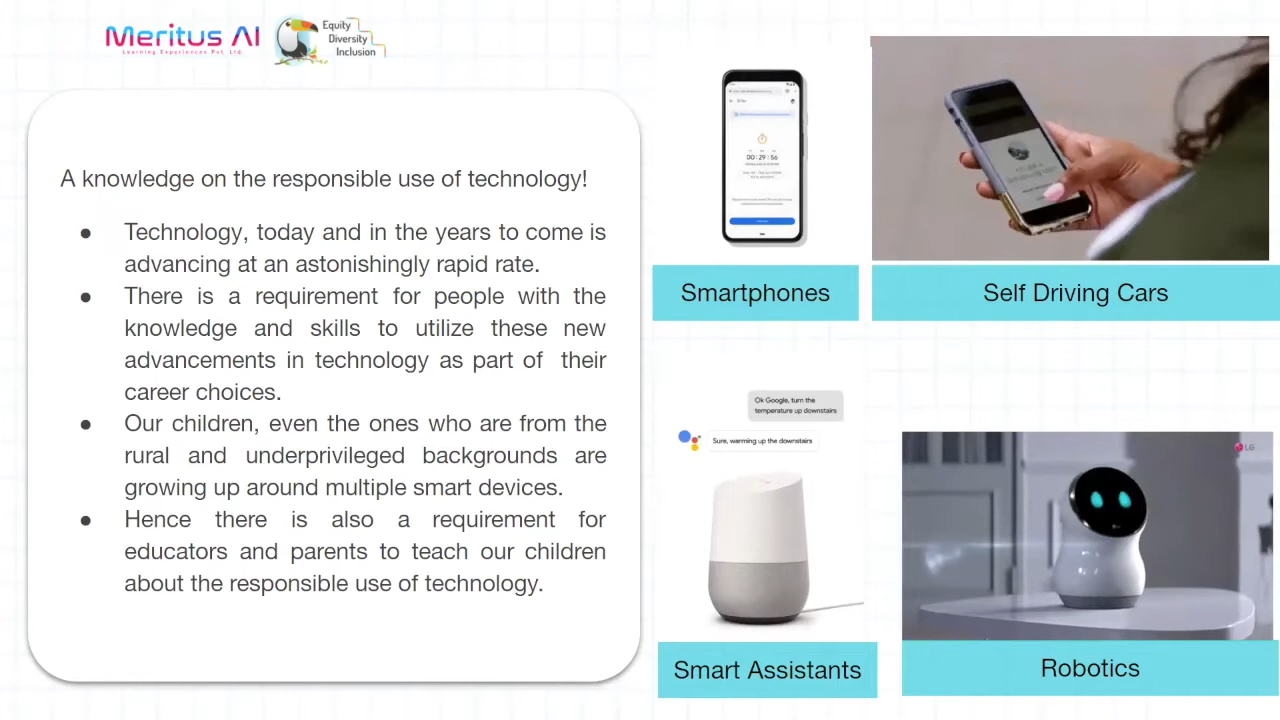 Meritus AI
Learning Experiences Pvt. Ltd.
Equity
Diversity
Inclusion
A knowledge on the responsible use of technology!
● Technology, today and in the years to come is
advancing at an astonishingly rapid rate.
● There is a requirement for people with the
knowledge and skills to utilize these new
advancements in technology as part of their
career choices.
● Our children, even the ones who are from the
rural and underprivileged backgrounds are
growing up around multiple smart devices.
● Hence there is also a requirement for
educators and parents to teach our children
about the responsible use of technology.
00:29:56
Smartphones
Self Driving Cars
Ok Google, turn the
temperature up downstairs
Sure, warming up the downstairs
Smart Assistants
LG
Robotics